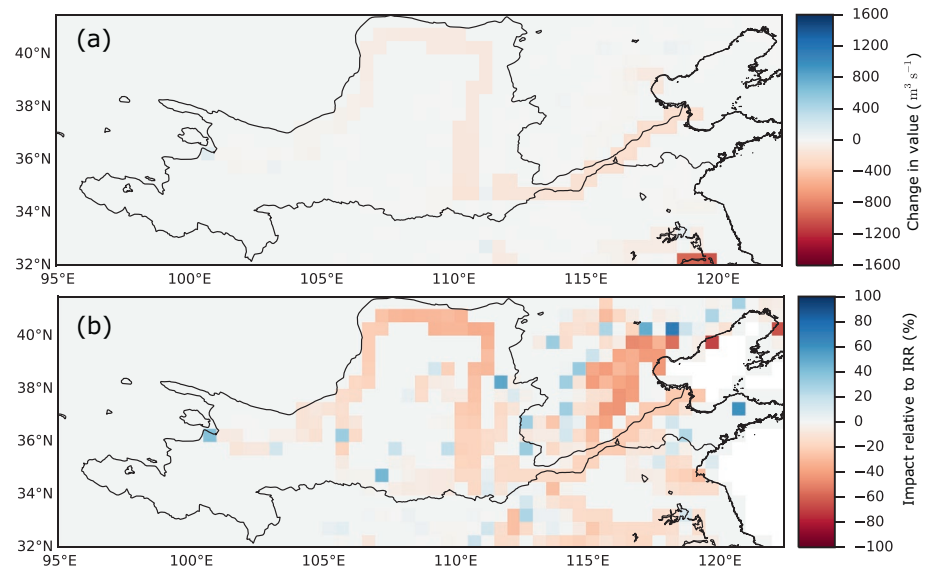 (a)
40°N
38°N
36°N
34°N
32°N
95°E 100°E 105°E 110°E 115°E 120°E
1600
1200
800
400
0
−400
−800
−1200
−1600
Change in value ( m³ s⁻¹)
(b)
40°N
38°N
36°N
34°N
32°N
95°E 100°E 105°E 110°E 115°E 120°E
100
80
60
40
20
0
−20
−40
−60
−80
−100
Impact relative to IRR (%)